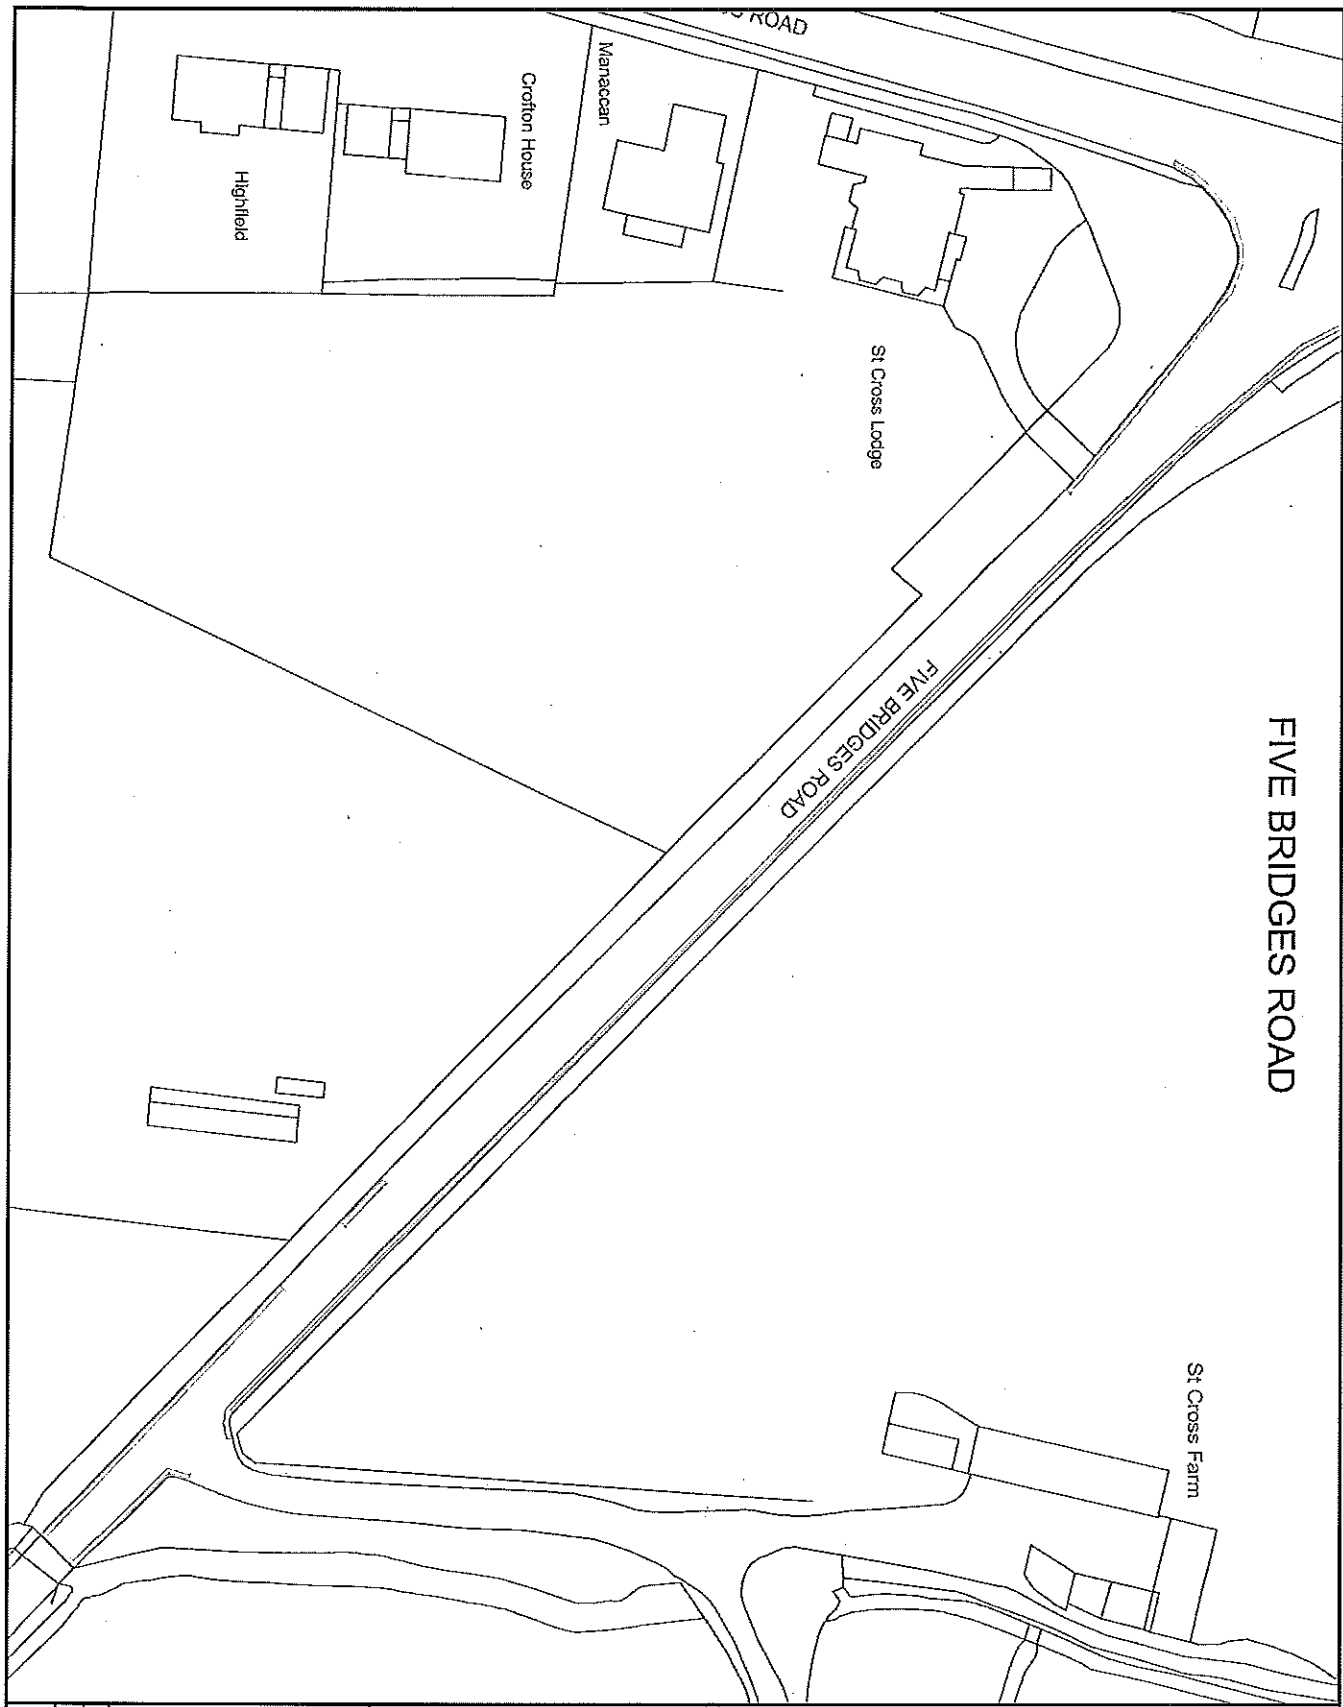 FIVE BRIDGES ROAD
St Cross Farm
FIVE BRIDGES ROAD
St Cross Lodge
ROAD
Manaccan
Crofton House
Highfield